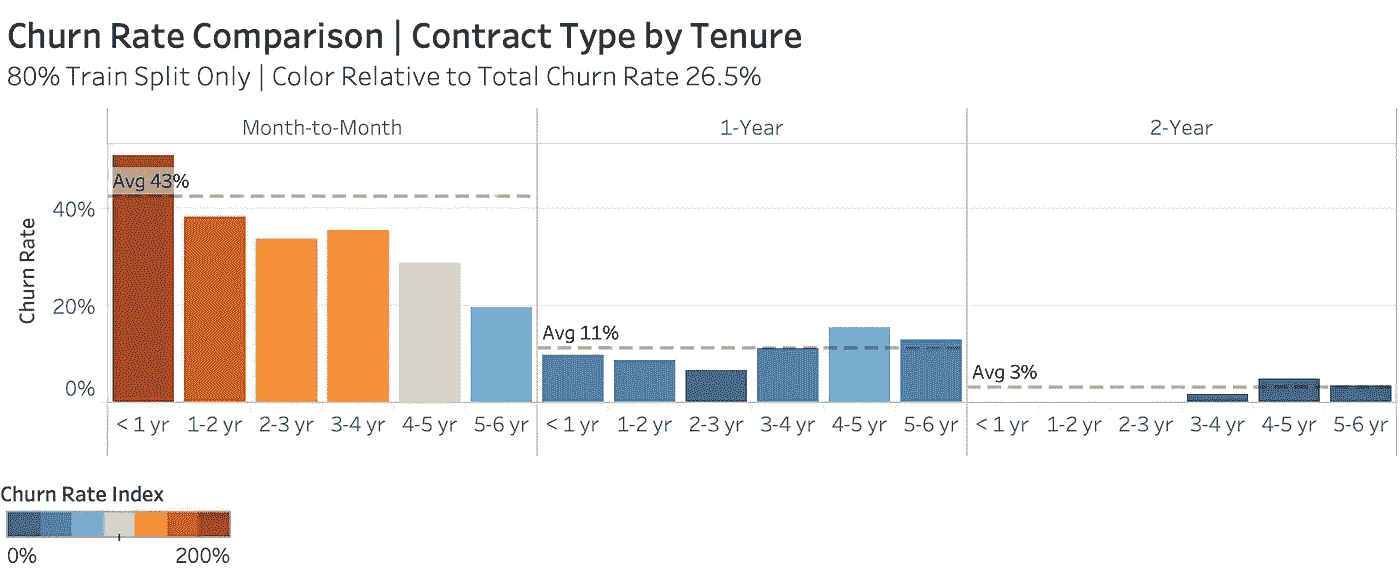 Churn Rate Comparison | Contract Type by Tenure
80% Train Split Only | Color Relative to Total Churn Rate 26.5%
Month-to-Month 1-Year 2-Year
Avg 43%
40%
Churn Rate
20%
Avg 11%
Avg 3%
0%
< 1 yr 1-2 yr 2-3 yr 3-4 yr 4-5 yr 5-6 yr < 1 yr 1-2 yr 2-3 yr 3-4 yr 4-5 yr 5-6 yr < 1 yr 1-2 yr 2-3 yr 3-4 yr 4-5 yr 5-6 yr
Churn Rate Index
0% 200%